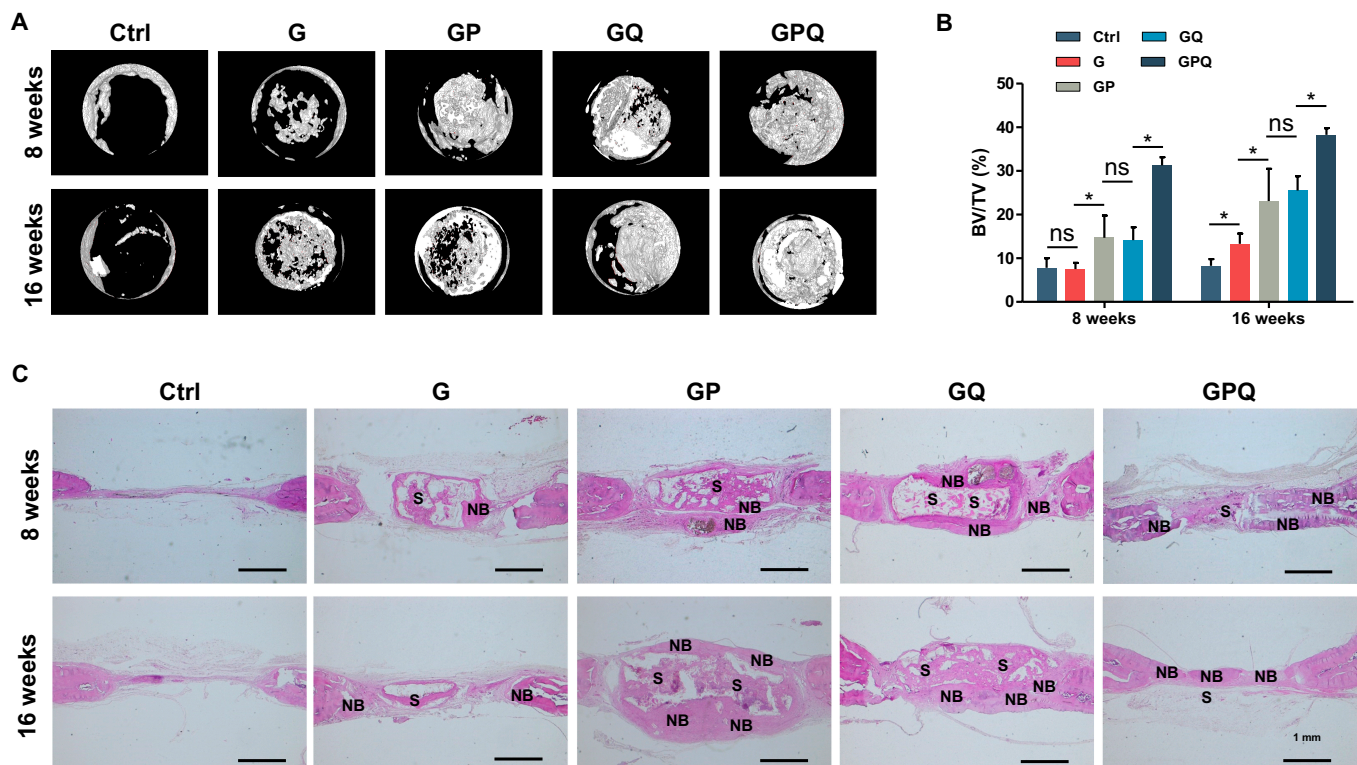 A
Ctrl G GP GQ GPQ
8 weeks
16 weeks
B
Ctrl GQ
G GPQ
GP
BV/TV (%)
50
40
30
20
10
0
ns * ns *
* * ns *
8 weeks 16 weeks
C
Ctrl G GP GQ GPQ
8 weeks
S NB
S NB NB
NB S S NB NB
NB S NB NB
16 weeks
NB S NB
NB NB S S NB NB
S S NB NB NB
NB NB NB S
1 mm